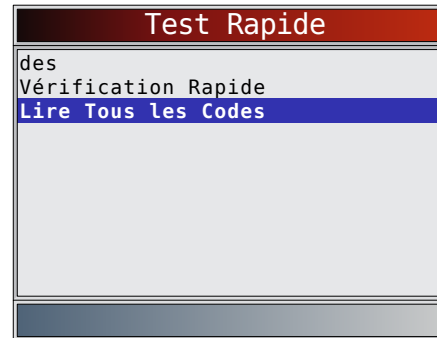 Test Rapide
des
Vérification Rapide
Lire Tous les Codes